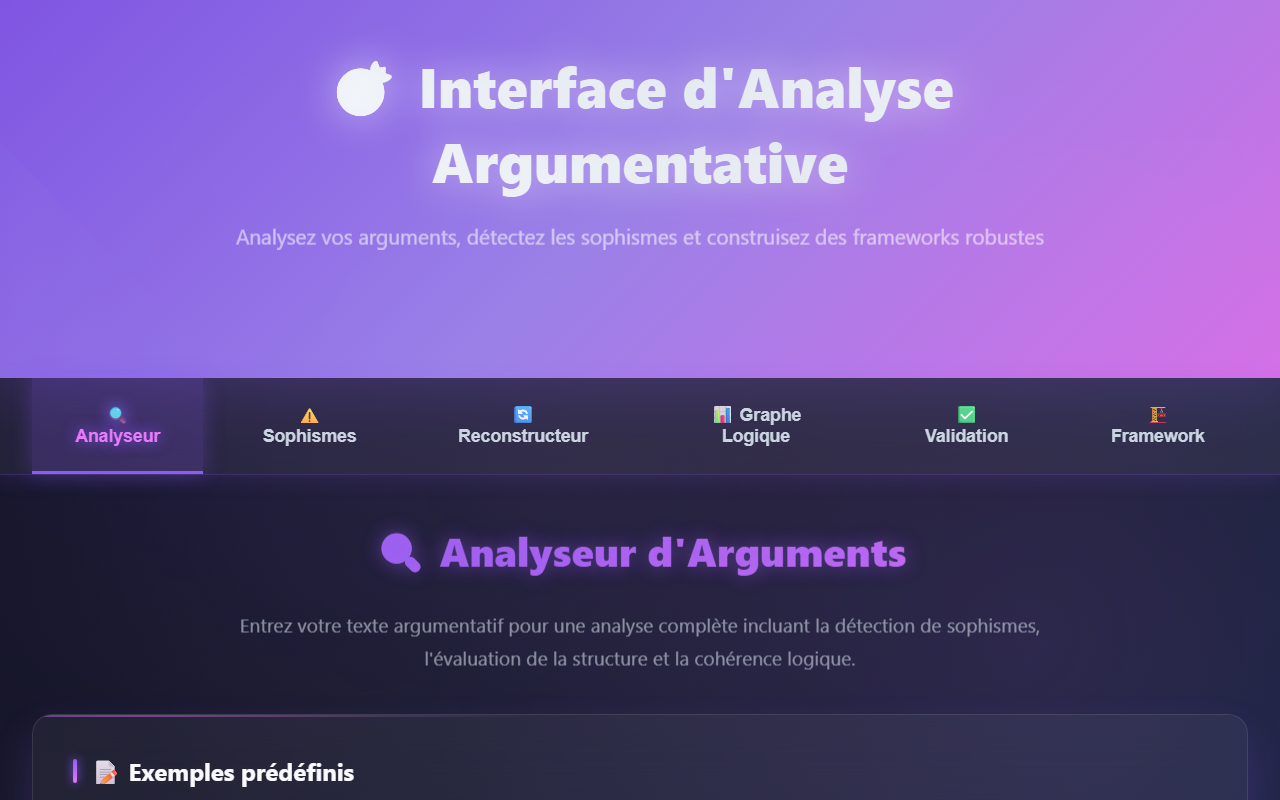 Interface d'Analyse
Argumentative
Analysez vos arguments, détectez les sophismes et construisez des frameworks robustes
Analyseur
Sophismes
Reconstructeur
Graphe
Logique
Validation
Framework
Analyseur d'Arguments
Entrez votre texte argumentatif pour une analyse complète incluant la détection de sophismes,
l'évaluation de la structure et la cohérence logique.
Exemples prédéfinis